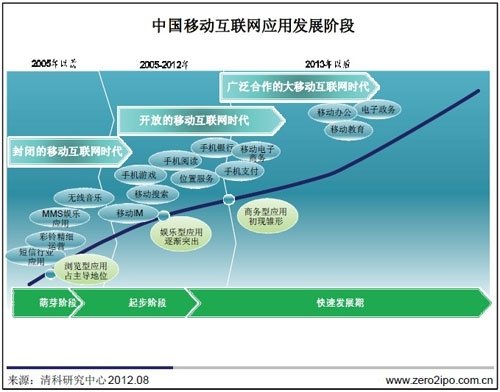 中国移动互联网应用发展阶段
2005年以前
2005-2012年
2013年以后
广泛合作的大移动互联网时代
开放的移动互联网时代
封闭的移动互联网时代
移动办公
电子政务
移动教育
手机银行
移动电子
商务
手机阅读
手机支付
手机游戏
位置服务
移动搜索
无线音乐
移动IM
MMS娱乐
应用
彩铃精细
运营
短信行业
应用
浏览型应用
占主导地位
娱乐型应用
逐渐突出
商务型应用
初现雏形
萌芽阶段
起步阶段
快速发展期
来源：清科研究中心2012.08
www.zero2ipo.com.cn